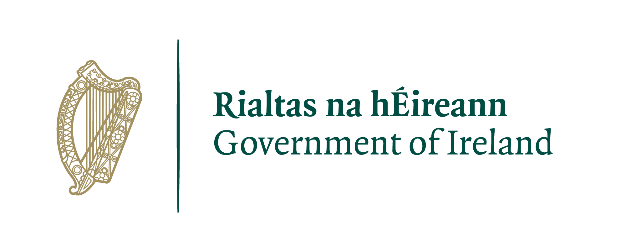 Rialtas na hÉireann
Government of Ireland